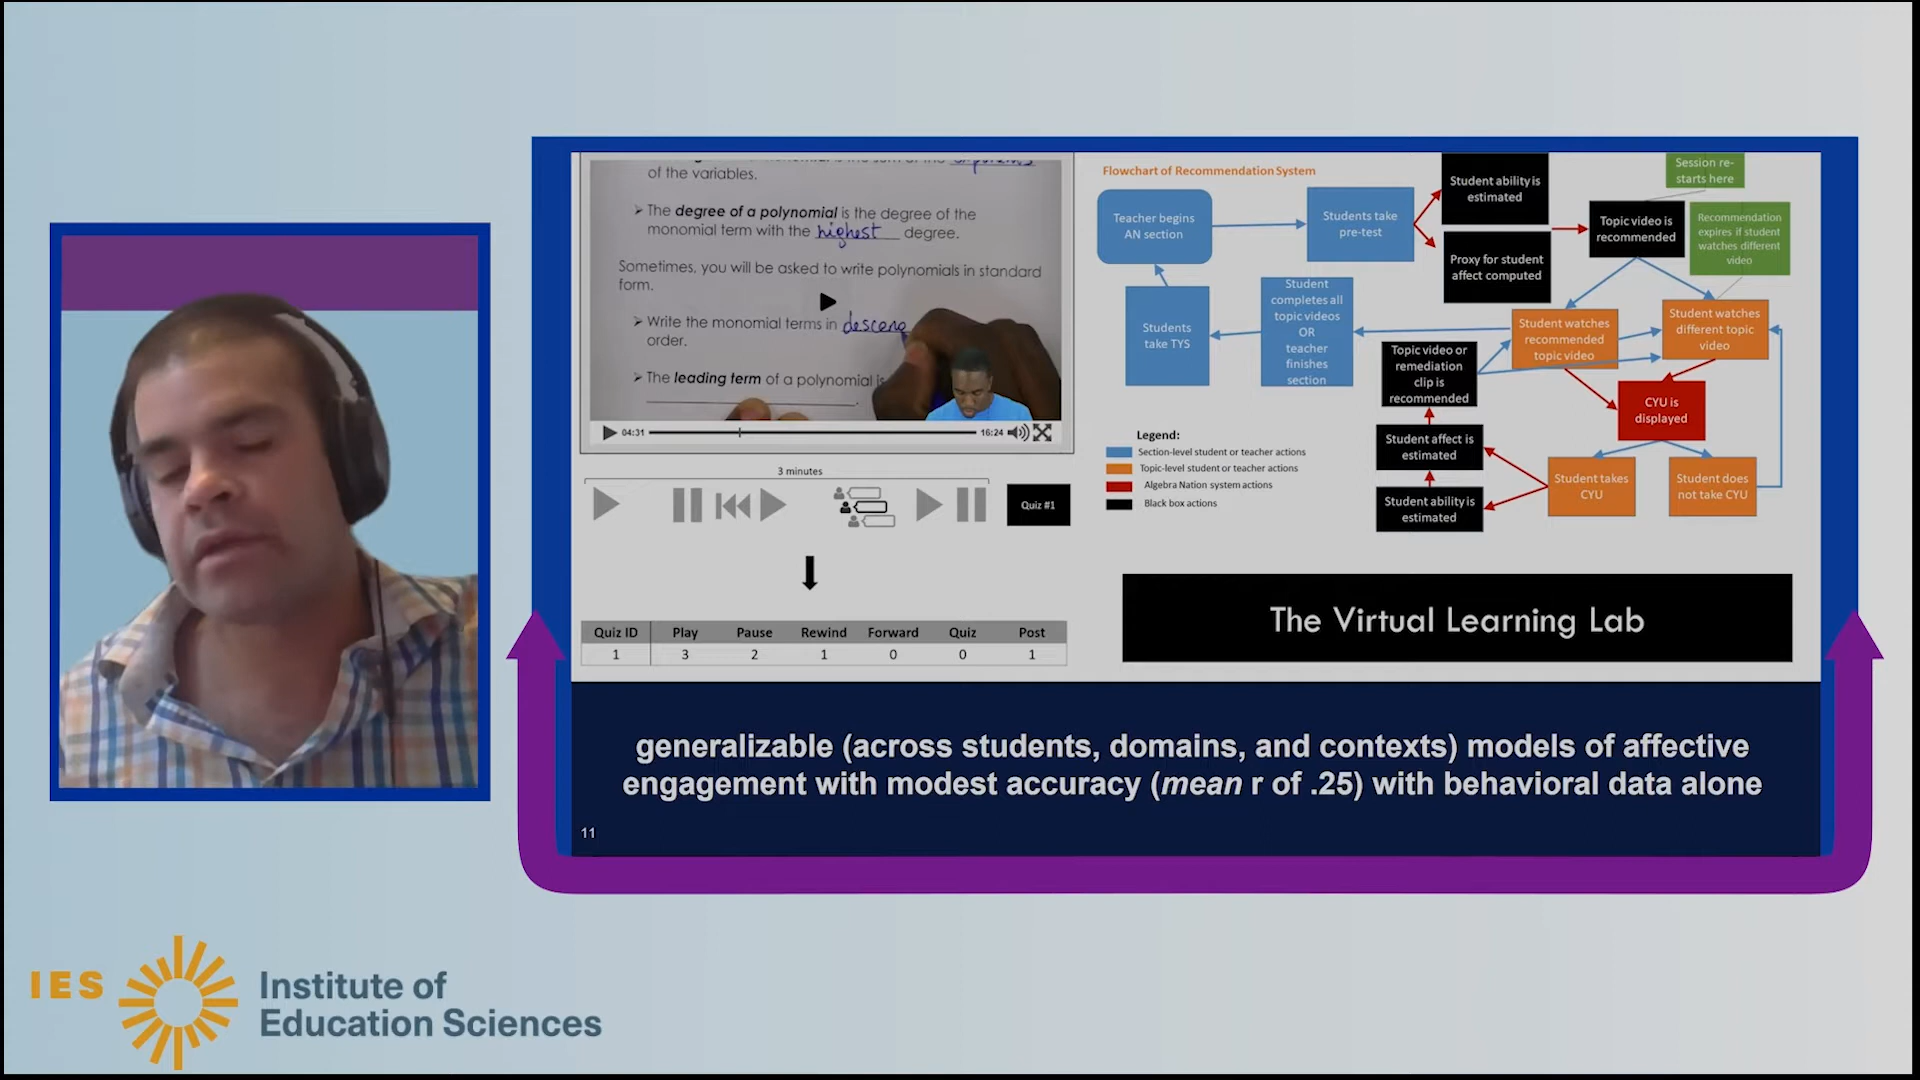 of the variables.
➢ The degree of a polynomial is the degree of the
monomial term with the highest degree.
Sometimes, you will be asked to write polynomials in standard
form.
➢ Write the monomial terms in descend
order.
➢ The leading term of a polynomial is
04:31
16:24
3 minutes
Quiz #1
Quiz ID Play Pause Rewind Forward Quiz Post
1 3 2 1 0 0 1
Flowchart of Recommendation System
Teacher begins
AN section
Students take
pre-test
Student ability is
estimated
Proxy for student
affect computed
Topic video is
recommended
Session re-
starts here
Recommendation
expires if student
watches different
video
Students
take TYS
Student
completes all
topic videos
OR
teacher
finishes
section
Topic video or
remediation
clip is
recommended
Student watches
recommended
topic video
Student watches
different topic
video
CYU is
displayed
Student affect is
estimated
Student ability is
estimated
Student takes
CYU
Student does
not take CYU
Legend:
Section-level student or teacher actions
Topic-level student or teacher actions
Algebra Nation system actions
Black box actions
The Virtual Learning Lab
generalizable (across students, domains, and contexts) models of affective
engagement with modest accuracy (mean r of .25) with behavioral data alone
11
IES
Institute of
Education Sciences